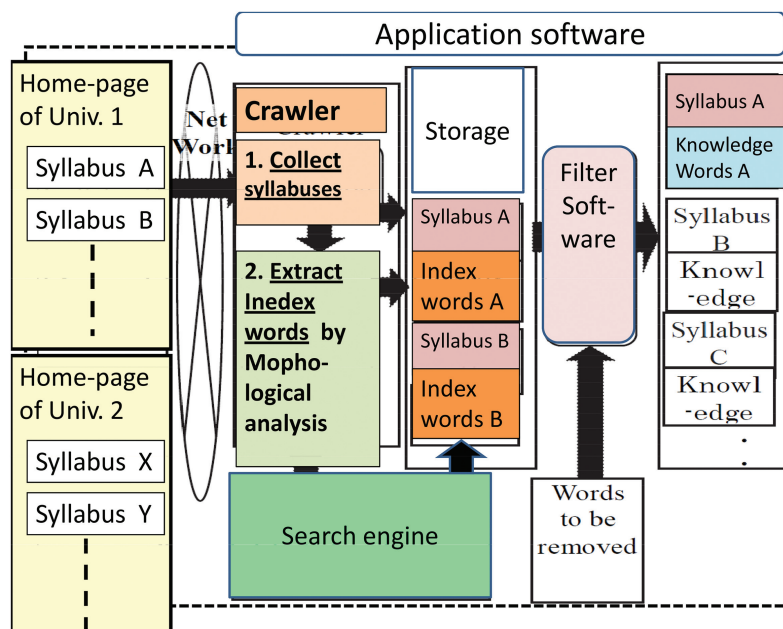 Application software
Home-page
of Univ. 1
Syllabus A
Syllabus B
Home-page
of Univ. 2
Syllabus X
Syllabus Y
Net
Work
Crawler
1. Collect
syllabuses
2. Extract
Inedex
words by
Mopho-
logical
analysis
Search engine
Storage
Syllabus A
Index
words A
Syllabus B
Index
words B
Filter
Soft-
ware
Words
to be
removed
Syllabus A
Knowledge
Words A
Syllabus
B
Knowl
-edge
Syllabus
C
Knowl
-edge